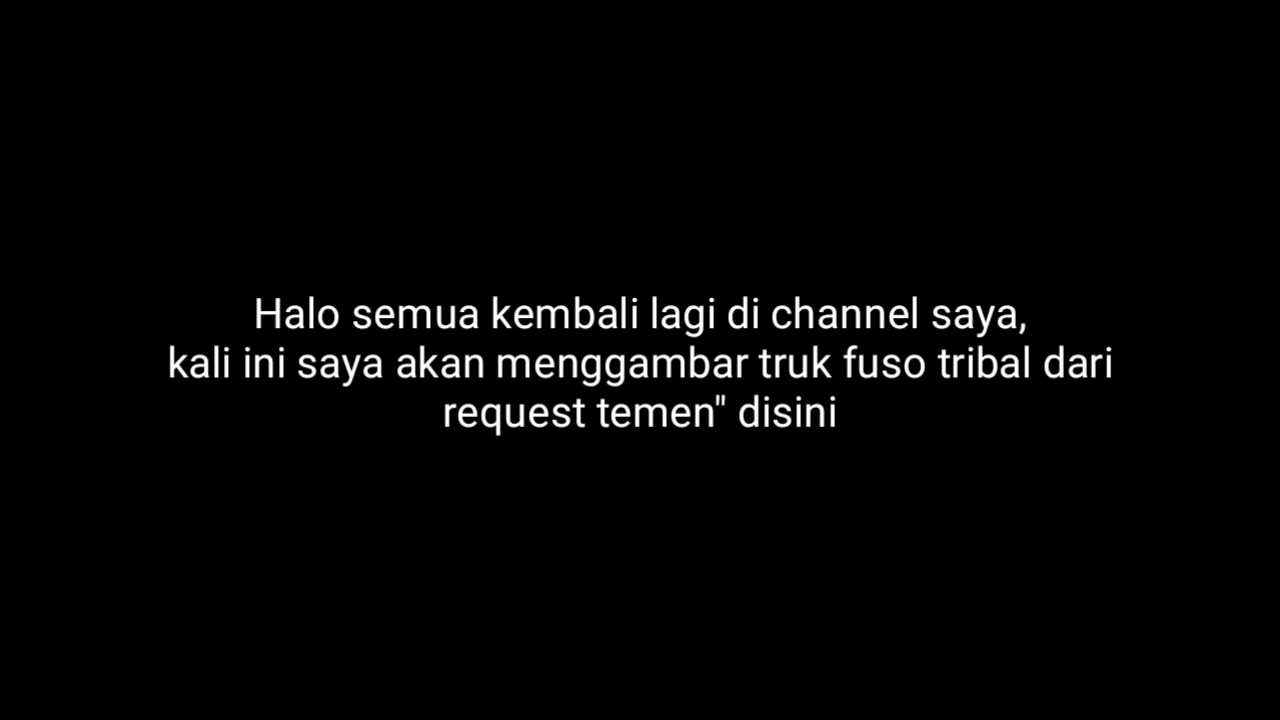 Halo semua kembali lagi di channel saya,
kali ini saya akan menggambar truk fuso tribal dari
request temen" disini